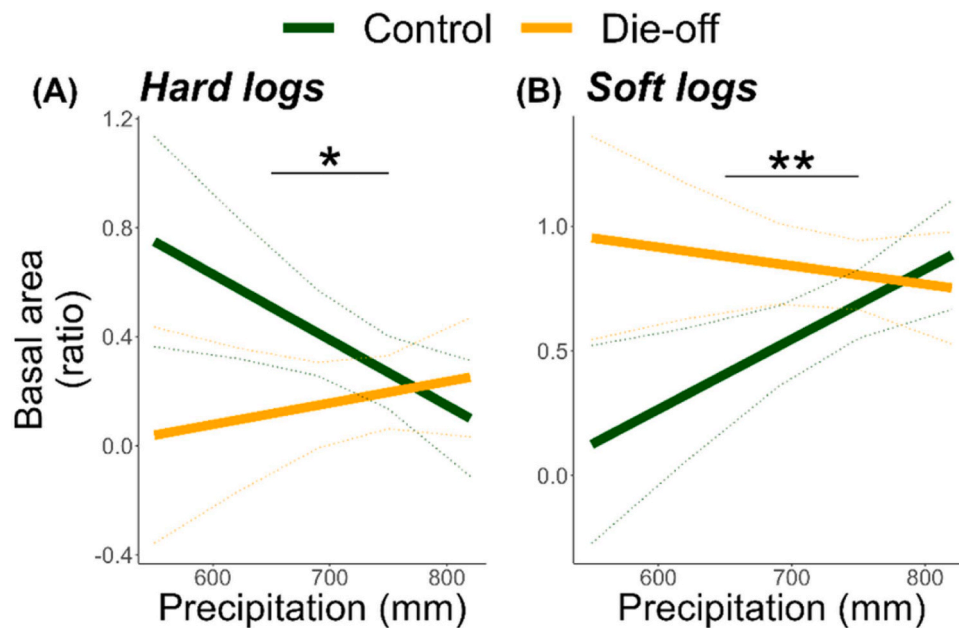 Control Die-off
(A) Hard logs
(B) Soft logs
*
**
1.2
0.8
0.4
0.0
-0.4
1.0
0.5
0.0
Basal area
(ratio)
600 700 800
600 700 800
Precipitation (mm)
Precipitation (mm)